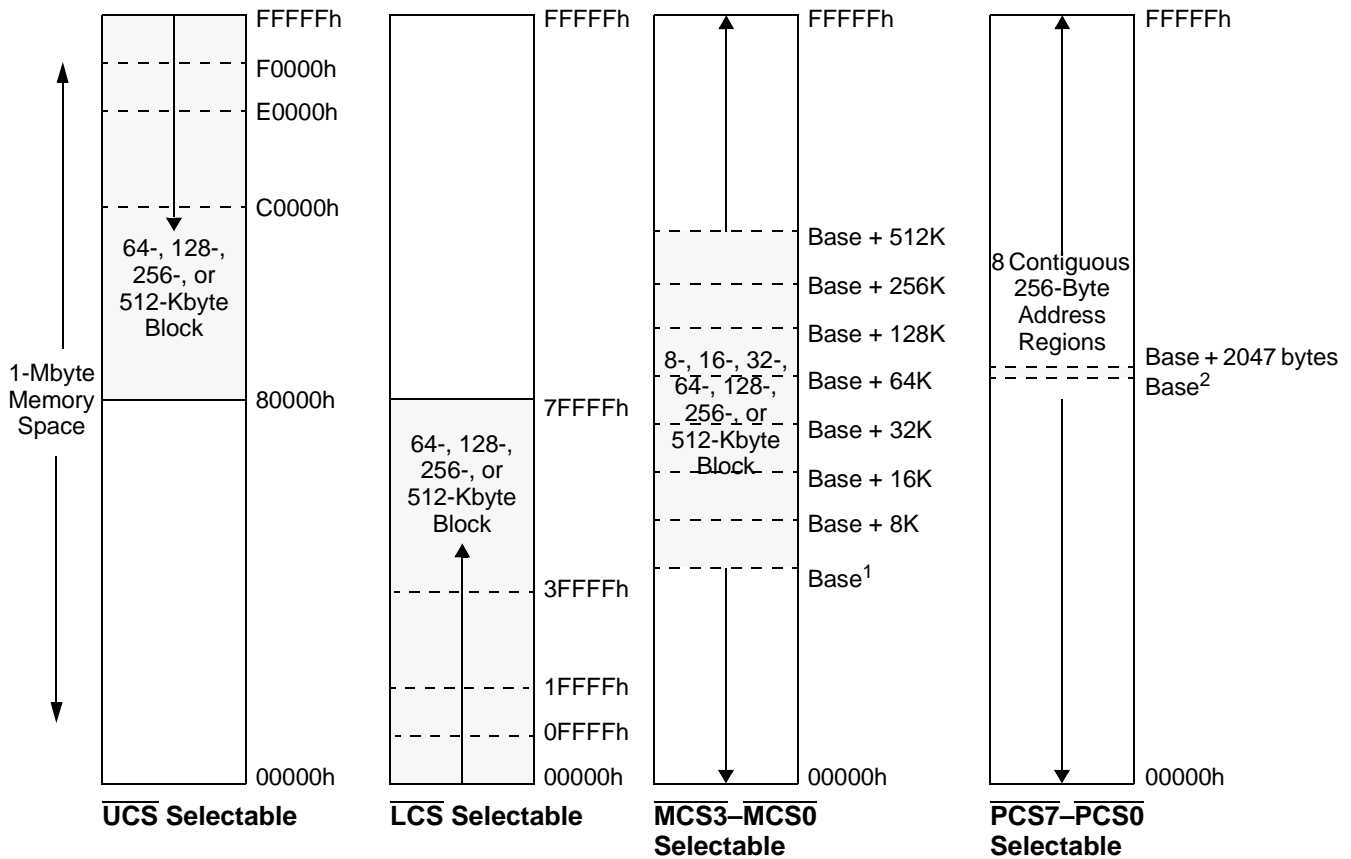 1-Mbyte
Memory
Space
FFFFFh
F0000h
E0000h
C0000h
64-, 128-,
256-, or
512-Kbyte
Block
80000h
00000h
UCS Selectable
FFFFFh
7FFFFh
64-, 128-,
256-, or
512-Kbyte
Block
3FFFFh
1FFFFh
0FFFFh
00000h
LCS Selectable
FFFFFh
Base + 512K
Base + 256K
Base + 128K
8-, 16-, 32-,
64-, 128-,
256-, or
512-Kbyte
Block
Base + 64K
Base + 32K
Base + 16K
Base + 8K
Base1
00000h
MCS3–MCS0
Selectable
FFFFFh
8 Contiguous
256-Byte
Address
Regions
Base + 2047 bytes
Base2
00000h
PCS7–PCS0
Selectable